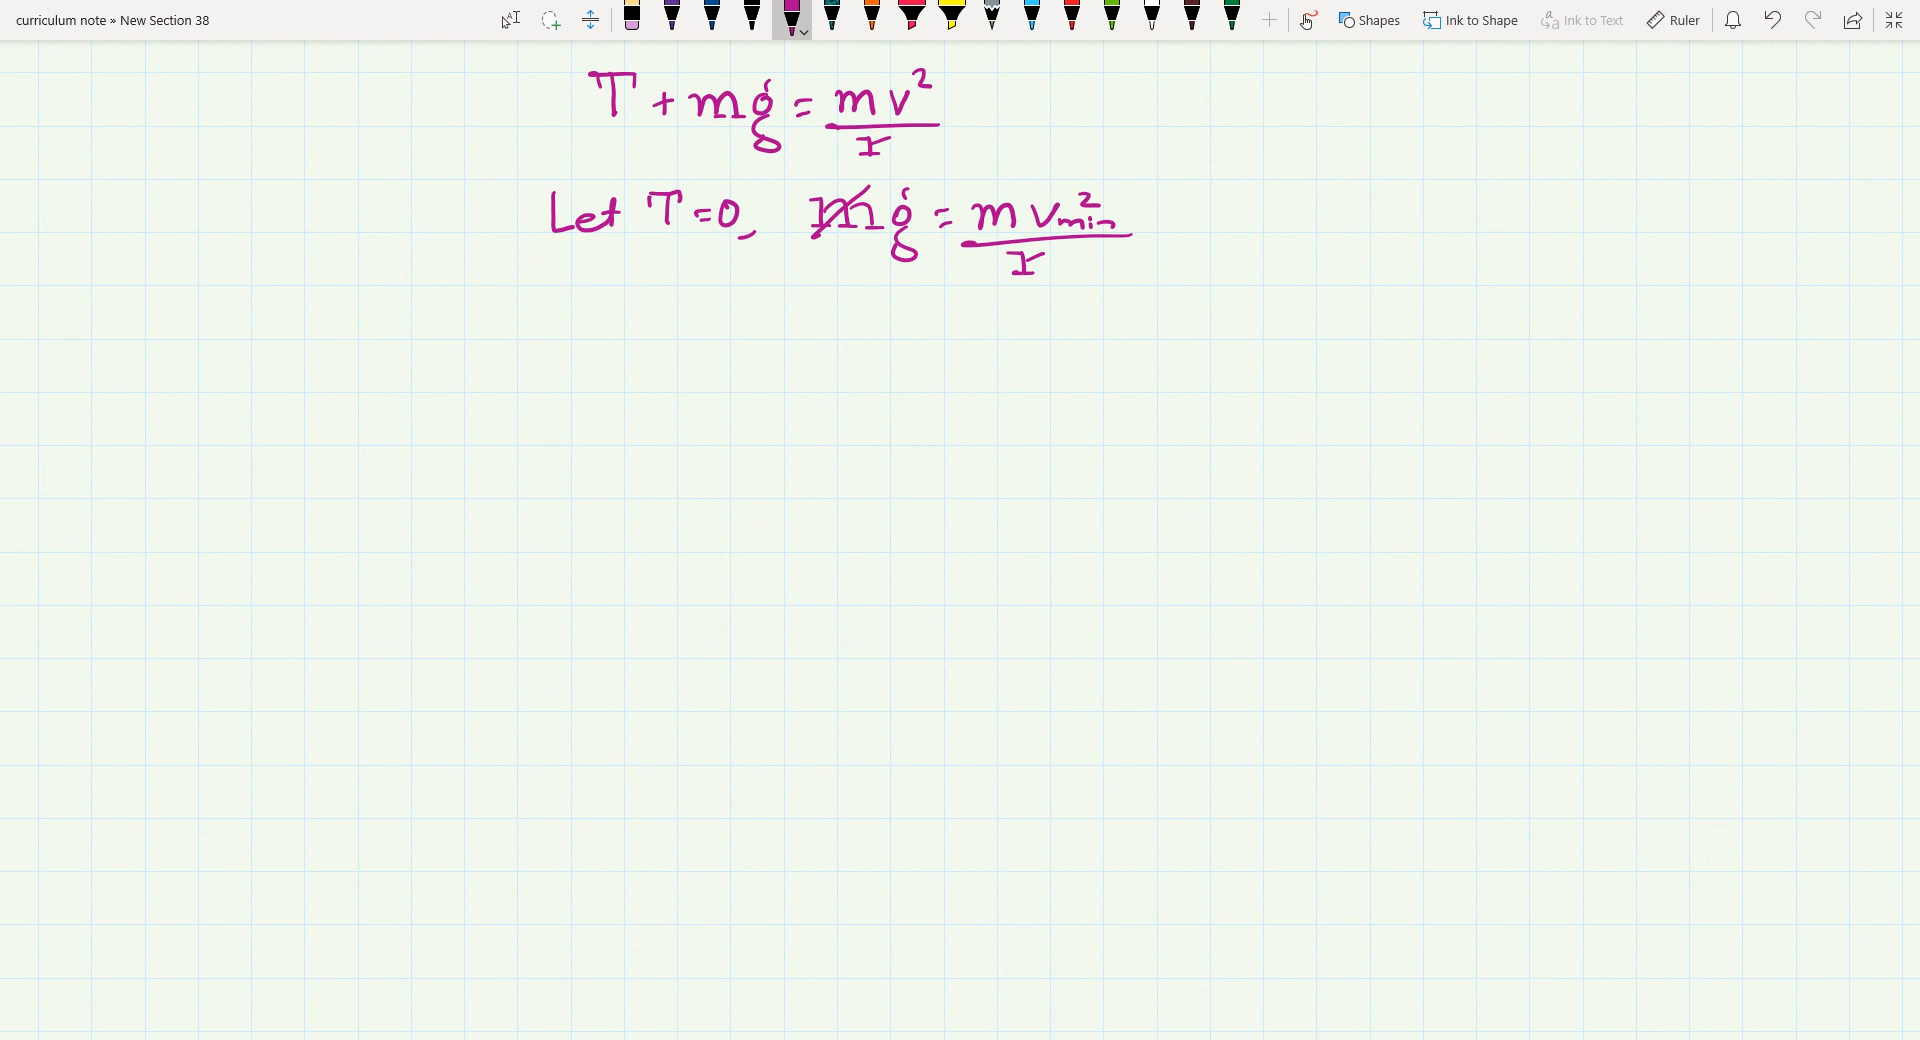 curriculum note » New Section 38 Shapes Ink to Shape Ink to Text Ruler
T + mg = mv²/r
Let T = 0, mg = mv²min/r